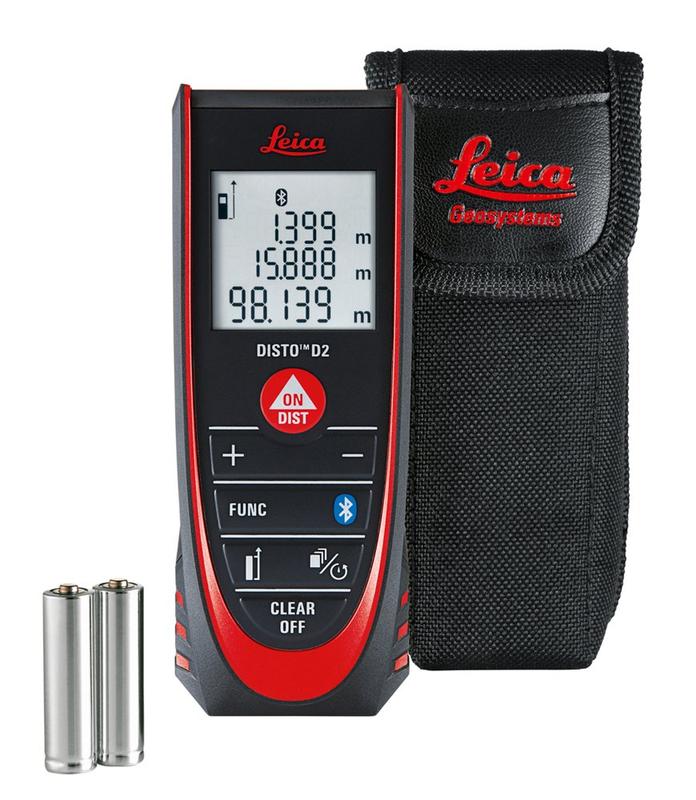 Leica
1.399 m
15.888 m
98.139 m
DISTO™ D2
ON
DIST
+ −
FUNC
CLEAR
OFF
Leica
Geosystems